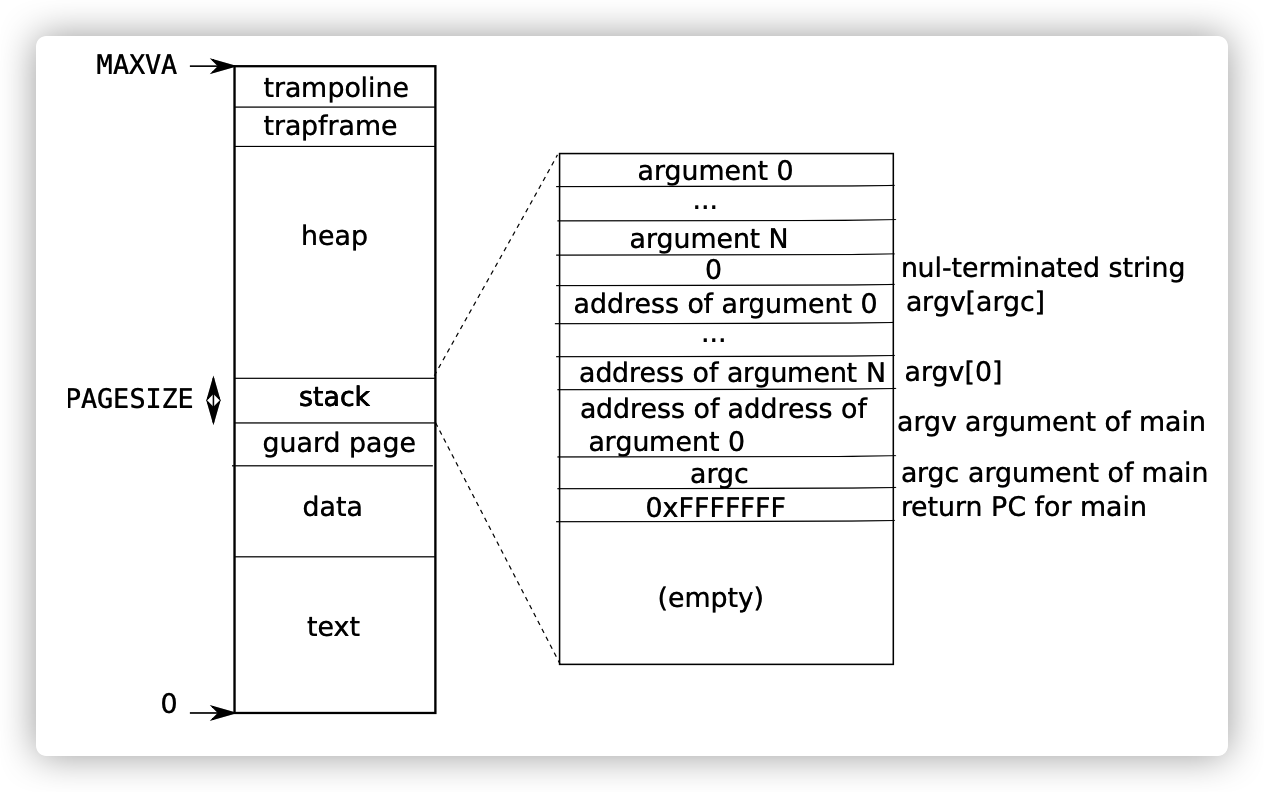 MAXVA
trampoline
trapframe
heap
PAGESIZE
stack
guard page
data
text
0
argument 0
...
argument N
0
nul-terminated string
address of argument 0
argv[argc]
...
address of argument N
argv[0]
address of address of
argument 0
argv argument of main
argc
argc argument of main
0xFFFFFFF
return PC for main
(empty)